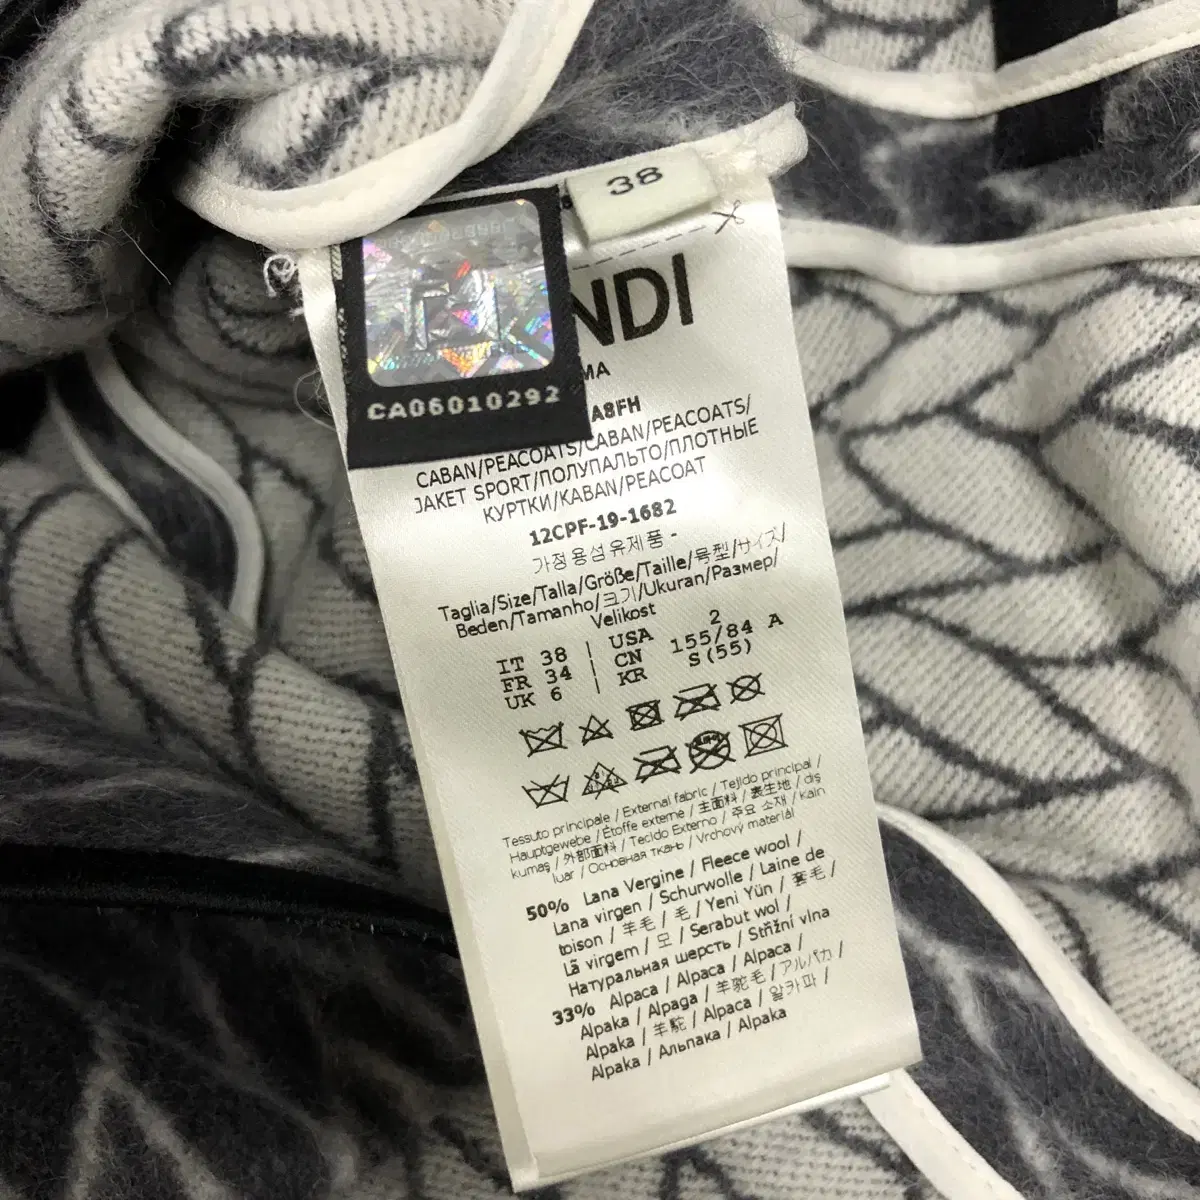 38
NDI
MA
CA06010292
A8FH
CABAN/PEACOATS/CABAN/PEACOATS/
JAKET SPORT/ПОЛУПАЛЬТО/ПЛОТНЫЕ
КУРТКИ/KABAN/PEACOAT
12CPF-19-1682
가정용섬유제품 -
Taglia/Size/Talla/Größe/Taille/号型/サイズ/
Beden/Tamanho/크기/Ukuran/Размер/
Velikost
IT 38 | USA 2
FR 34 | CN 155/84 A
UK 6 | KR S(55)
Tessuto principale / External fabric / Tejido principal /
Hauptgewebe / Étoffe externe / 主面料 / 表生地 / dış
kumaş / 外部面料 / Tecido Externo / 주요 소재 / kain
luar / Основная ткань / Vrchový materiál
50% Lana Vergine / Fleece wool /
Lana virgen / Schurwolle / Laine de
toison / 羊毛 / 毛 / Yeni Yün / 套毛 /
Lã virgem / 모 / Serabut wol /
Натуральная шерсть / Střižní vlna
33% Alpaca / Alpaca / Alpaca /
Alpaka / Alpaga / 羊驼毛 / アルパカ /
Alpaka / 羊駝 / Alpaca / 알카파 /
Alpaka / Альпака / Alpaka